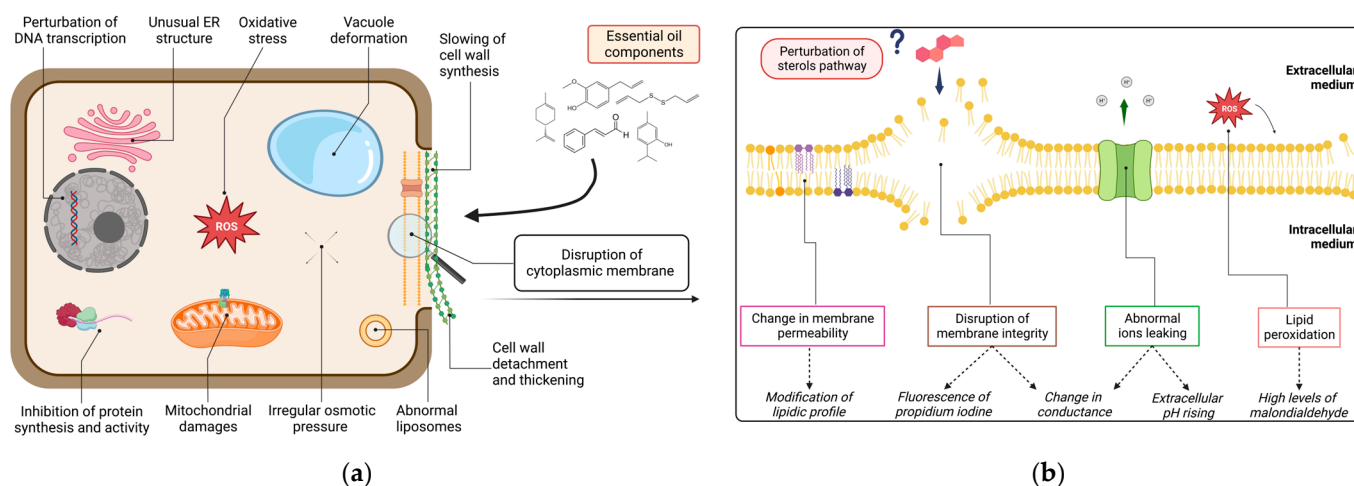 Perturbation of
DNA transcription
Unusual ER
structure
Oxidative
stress
Vacuole
deformation
Slowing of
cell wall
synthesis
Essential oil
components
OH
O
S
S
O
H
OH
ROS
Disruption of
cytoplasmic membrane
Cell wall
detachment
and thickening
Inhibition of protein
synthesis and activity
Mitochondrial
damages
Irregular osmotic
pressure
Abnormal
liposomes
(a)
Perturbation of
sterols pathway
?
H+
H+
H+
ROS
Extracellular
medium
Intracellular
medium
Change in membrane
permeability
Disruption of
membrane integrity
Abnormal
ions leaking
Lipid
peroxidation
Modification of
lipidic profile
Fluorescence of
propidium iodine
Change in
conductance
Extracellular
pH rising
High levels of
malondialdehyde
(b)